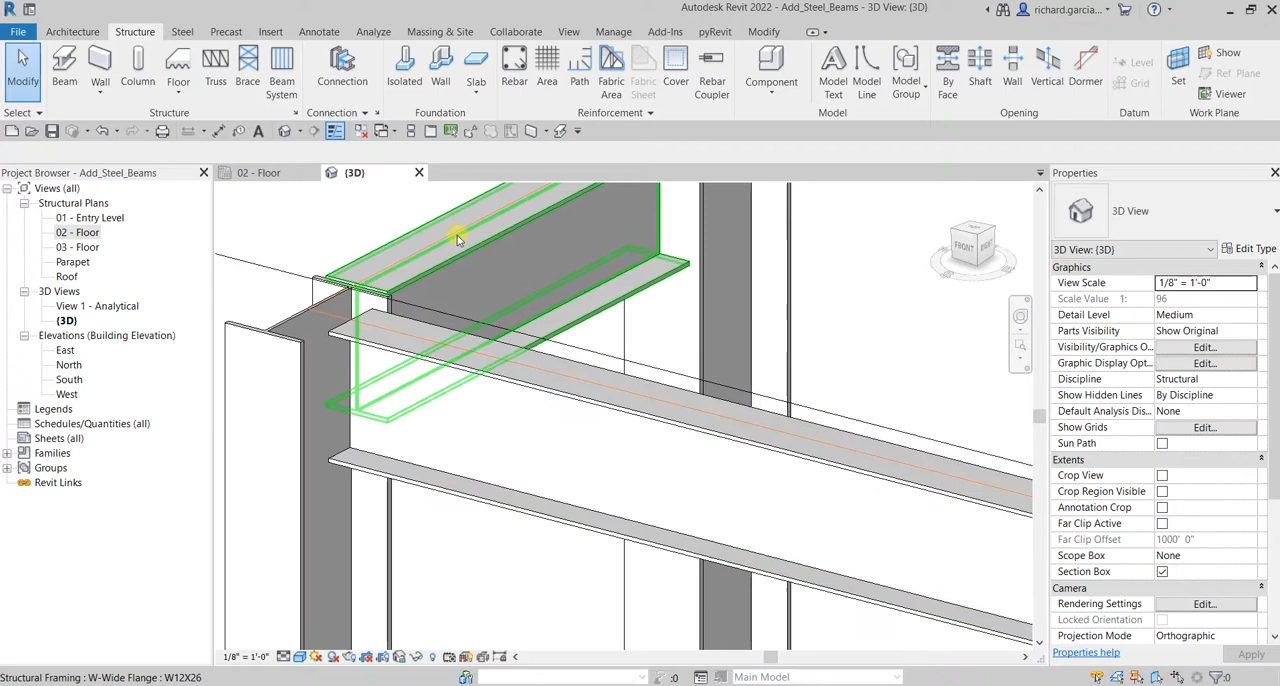 Autodesk Revit 2022 - Add_Steel_Beams - 3D View: {3D}
richard.garcia...
File Architecture Structure Steel Precast Insert Annotate Analyze Massing & Site Collaborate View Manage Add-Ins pyRevit Modify
Modify Beam Wall Column Floor Truss Brace Beam System Connection Isolated Wall Slab Rebar Area Path Fabric Area Fabric Sheet Cover Rebar Coupler Component Model Text Model Line Model Group By Face Shaft Wall Vertical Dormer Level Grid Set Show Ref Plane Viewer
Select Structure Connection Foundation Reinforcement Model Opening Datum Work Plane
Project Browser - Add_Steel_Beams
02 - Floor
{3D}
Properties
Views (all)
Structural Plans
01 - Entry Level
02 - Floor
03 - Floor
Parapet
Roof
3D Views
View 1 - Analytical
{3D}
Elevations (Building Elevation)
East
North
South
West
Legends
Schedules/Quantities (all)
Sheets (all)
Families
Groups
Revit Links
FRONT
RIGHT
3D View
3D View: {3D} Edit Type
Graphics
View Scale 1/8" = 1'-0"
Scale Value 1: 96
Detail Level Medium
Parts Visibility Show Original
Visibility/Graphics O... Edit...
Graphic Display Opt... Edit...
Discipline Structural
Show Hidden Lines By Discipline
Default Analysis Dis... None
Show Grids Edit...
Sun Path
Extents
Crop View
Crop Region Visible
Annotation Crop
Far Clip Active
Far Clip Offset 1000' 0"
Scope Box None
Section Box
Camera
Rendering Settings Edit...
Locked Orientation
Projection Mode Orthographic
Properties help Apply
1/8" = 1'-0"
Structural Framing : W-Wide Flange : W12X26
:0
Main Model
:0